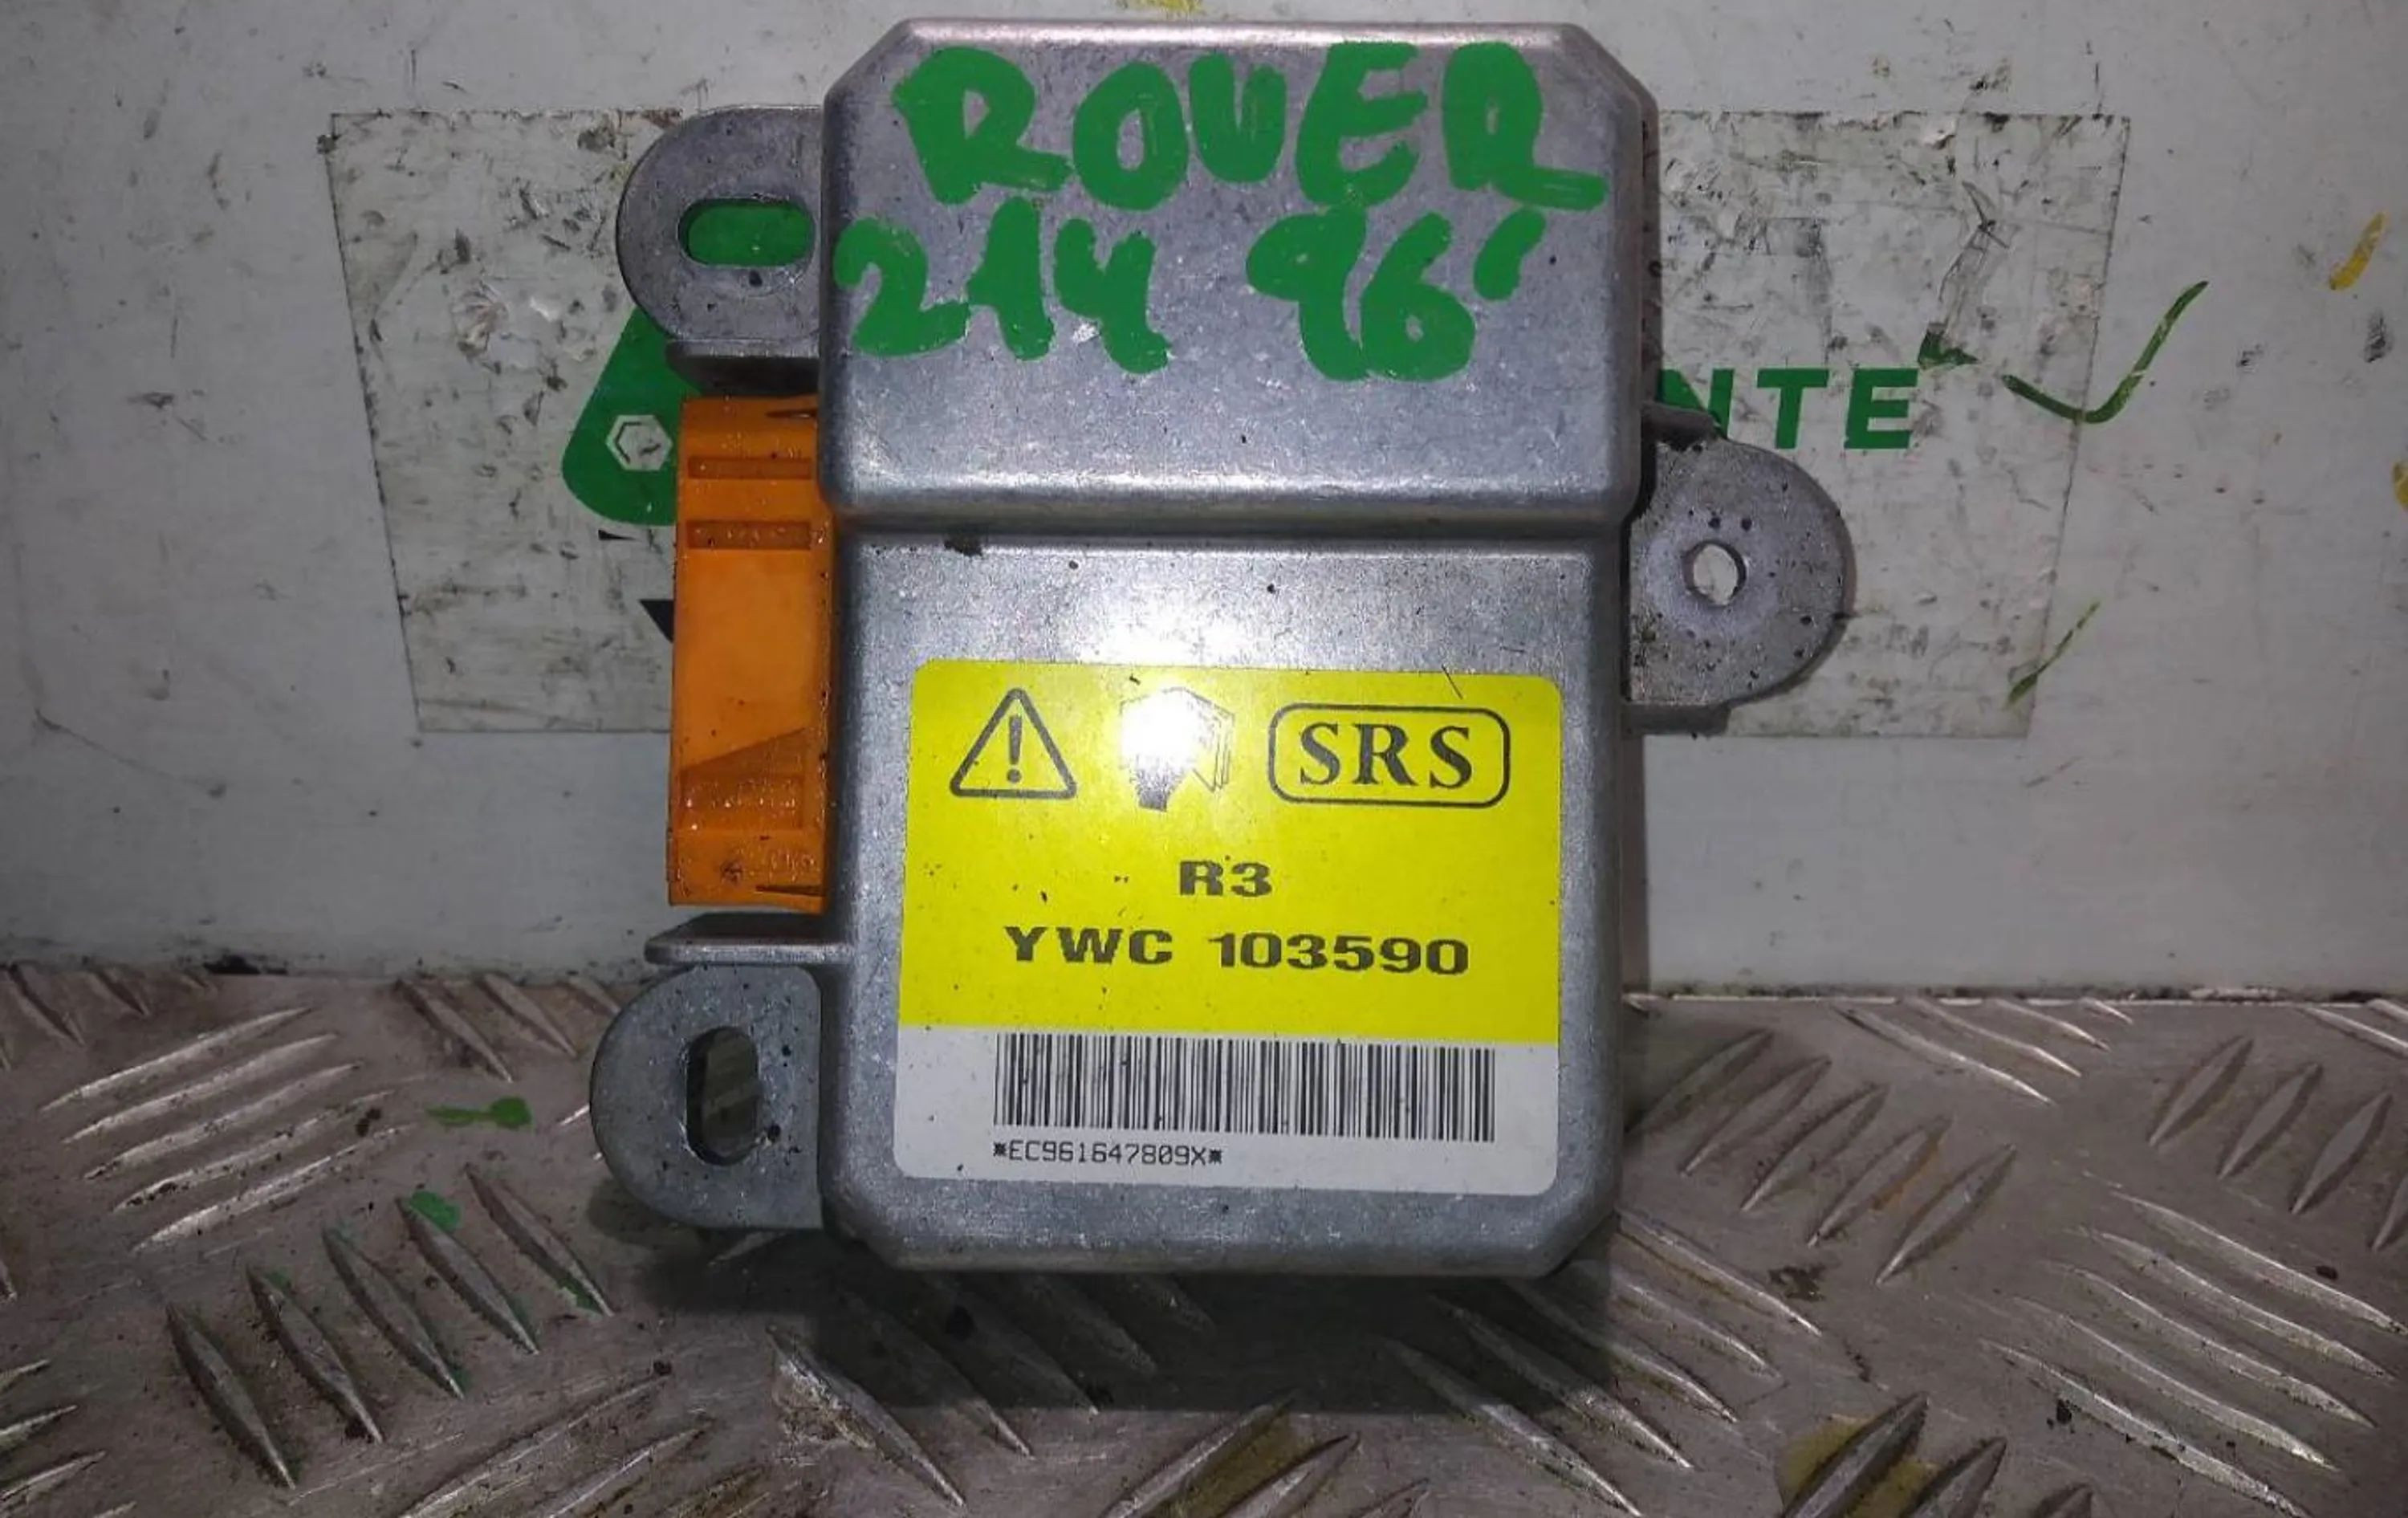 ROVER
214 96'
NTE
SRS
R3
YWC 103590
*EC961647809X*